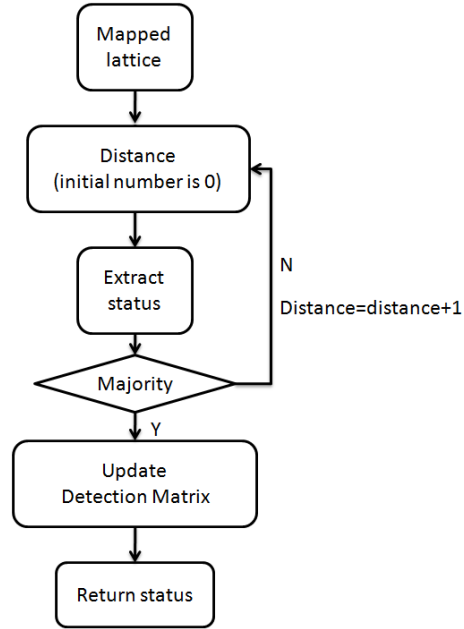 Mapped
lattice
Distance
(initial number is 0)
Extract
status
N
Distance=distance+1
Majority
Y
Update
Detection Matrix
Return status